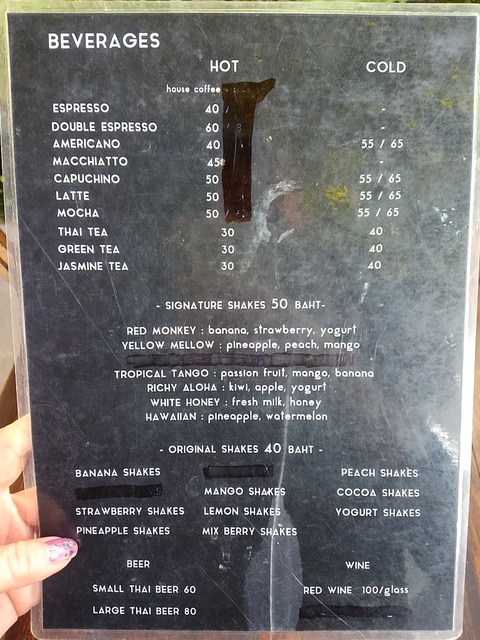 BEVERAGES
HOT COLD
house coffee
ESPRESSO 40 / -
DOUBLE ESPRESSO 60 / -
AMERICANO 40 55 / 65
MACCHIATTO 45 -
CAPUCHINO 50 55 / 65
LATTE 50 55 / 65
MOCHA 50 / 55 / 65
THAI TEA 30 40
GREEN TEA 30 40
JASMINE TEA 30 40
- SIGNATURE SHAKES 50 BAHT-
RED MONKEY : banana, strawberry, yogurt
YELLOW MELLOW : pineapple, peach, mango
TROPICAL TANGO : passion fruit, mango, banana
RICHY ALOHA : kiwi, apple, yogurt
WHITE HONEY : fresh milk, honey
HAWAIIAN : pineapple, watermelon
- ORIGINAL SHAKES 40 BAHT -
BANANA SHAKES PEACH SHAKES
MANGO SHAKES COCOA SHAKES
STRAWBERRY SHAKES LEMON SHAKES YOGURT SHAKES
PINEAPPLE SHAKES MIX BERRY SHAKES
BEER WINE
SMALL THAI BEER 60 RED WINE 100/glass
LARGE THAI BEER 80